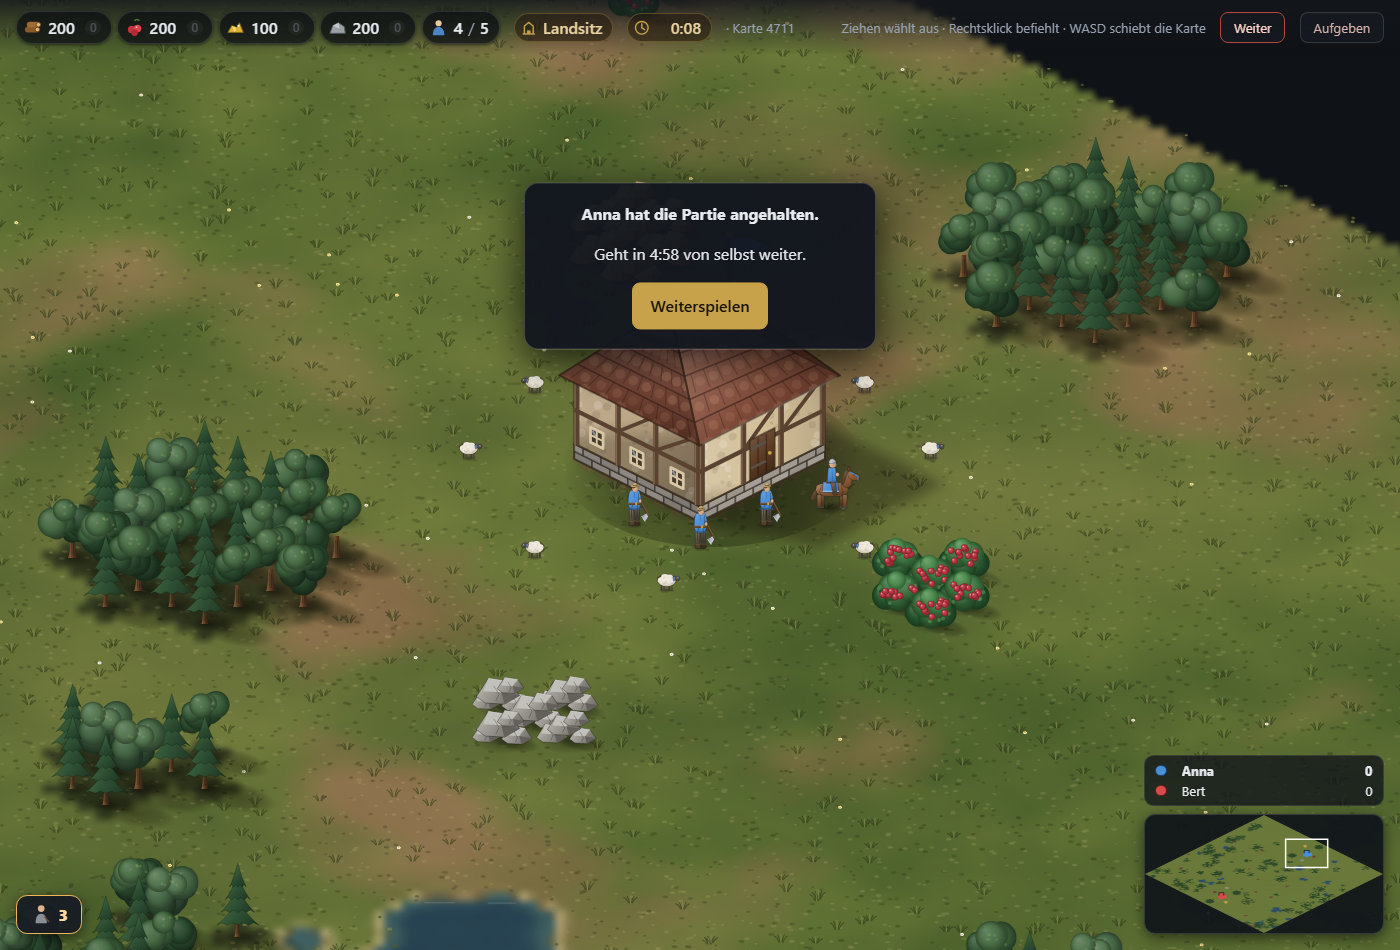 200 0 200 0 100 0 200 0 4 / 5 Landsitz 0:08 · Karte 4711 Ziehen wählt aus · Rechtsklick befiehlt · WASD schiebt die Karte Weiter Aufgeben
Anna hat die Partie angehalten.
Geht in 4:58 von selbst weiter.
Weiterspielen
Anna 0
Bert 0
3